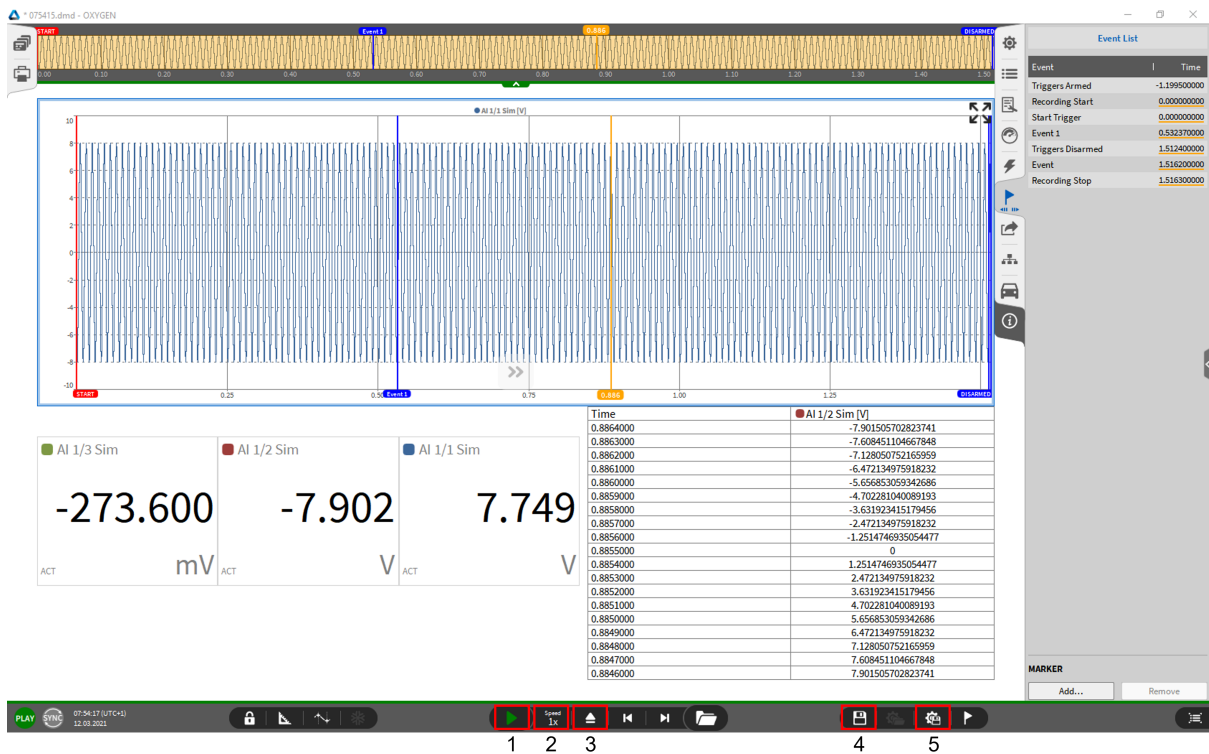 * 075415.dmd - OXYGEN
START
Event 1
0.886
DISARMED
0.00 0.10 0.20 0.30 0.40 0.50 0.60 0.70 0.80 0.90 1.00 1.10 1.20 1.30 1.40 1.50
AI 1/1 Sim [V]
10
8
6
4
2
0
-2
-4
-6
-8
-10
START
0.25
0.50
Event 1
0.75
0.886
1.00
1.25
DISARMED
AI 1/3 Sim
-273.600
ACT mV
AI 1/2 Sim
-7.902
ACT V
AI 1/1 Sim
7.749
ACT V
Time AI 1/2 Sim [V]
0.8864000 -7.901505702823741
0.8863000 -7.608451104667848
0.8862000 -7.128050752165959
0.8861000 -6.472134975918232
0.8860000 -5.656853059342686
0.8859000 -4.702281040089193
0.8858000 -3.631923415179456
0.8857000 -2.472134975918232
0.8856000 -1.2514746935054477
0.8855000 0
0.8854000 1.2514746935054477
0.8853000 2.472134975918232
0.8852000 3.631923415179456
0.8851000 4.702281040089193
0.8850000 5.656853059342686
0.8849000 6.472134975918232
0.8848000 7.128050752165959
0.8847000 7.608451104667848
0.8846000 7.901505702823741
Event List
Event Time
Triggers Armed -1.199500000
Recording Start 0.000000000
Start Trigger 0.000000000
Event 1 0.532370000
Triggers Disarmed 1.512400000
Event 1.516200000
Recording Stop 1.516300000
MARKER
Add... Remove
PLAY
SYNC
07:54:17 (UTC+1)
12.03.2021
Speed
1x
1 2 3 4 5